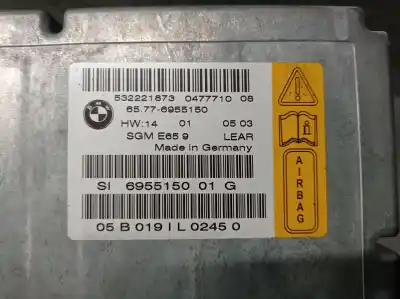 532221873 0477710 08
65.77-6955150
BMW
HW:14 01 05 03
SGM E65 9 LEAR
Made in Germany
SI 6955150 01 G
05 B 019 I L 0245 0
AIRBAG